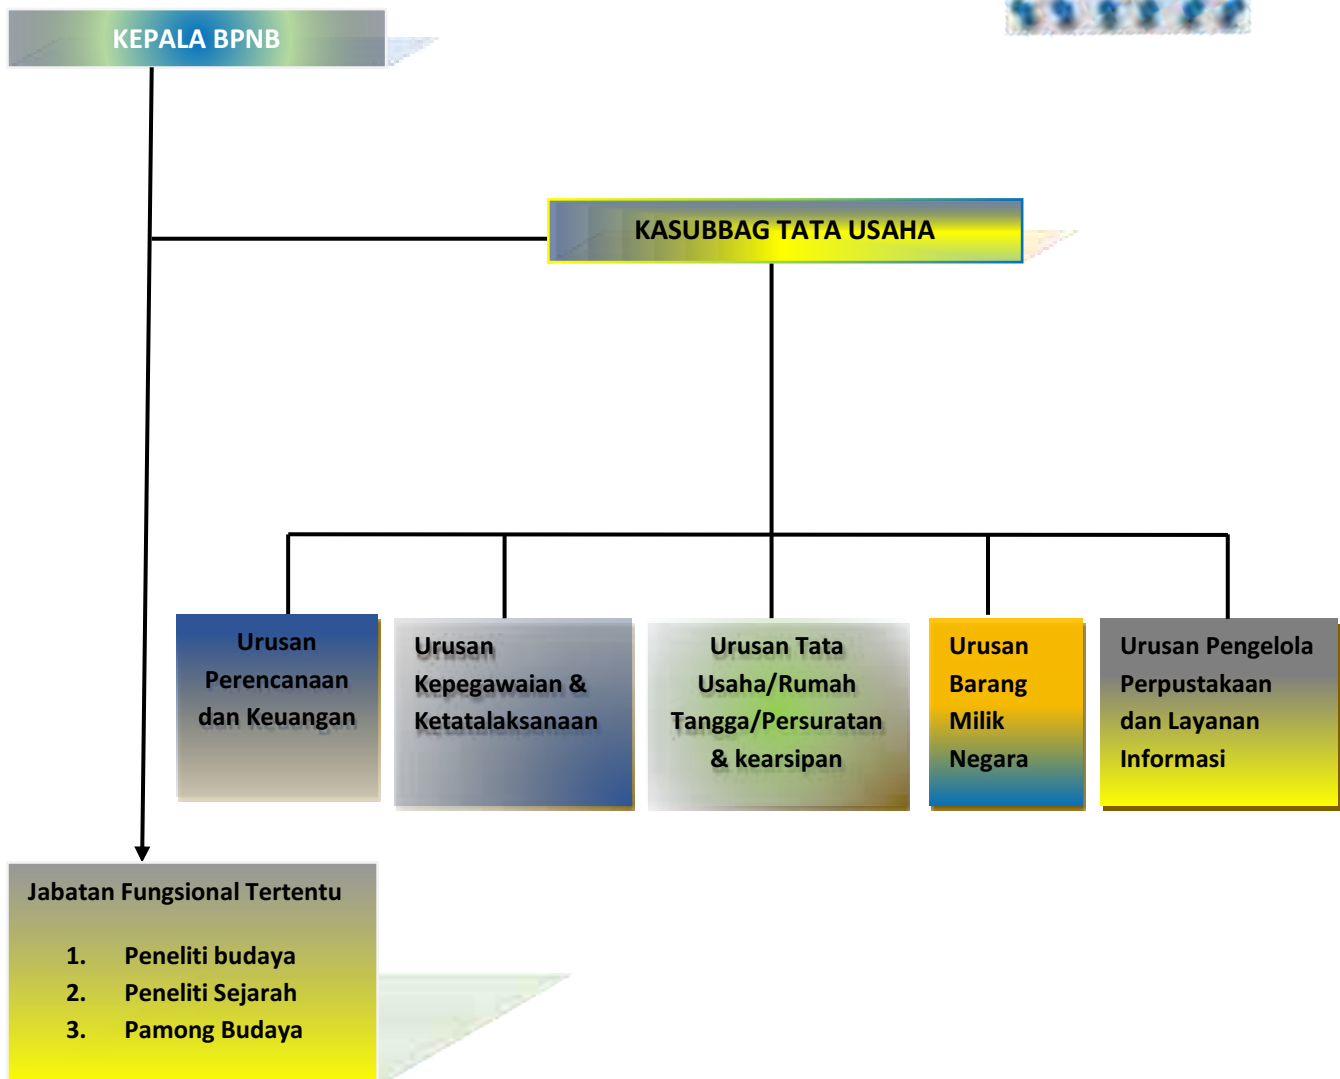 KEPALA BPNB
KASUBBAG TATA USAHA
Urusan
Perencanaan
dan Keuangan
Urusan
Kepegawaian &
Ketatalaksanaan
Urusan Tata
Usaha/Rumah
Tangga/Persuratan
& kearsipan
Urusan
Barang
Milik
Negara
Urusan Pengelola
Perpustakaan
dan Layanan
Informasi
Jabatan Fungsional Tertentu
1. Peneliti budaya
2. Peneliti Sejarah
3. Pamong Budaya